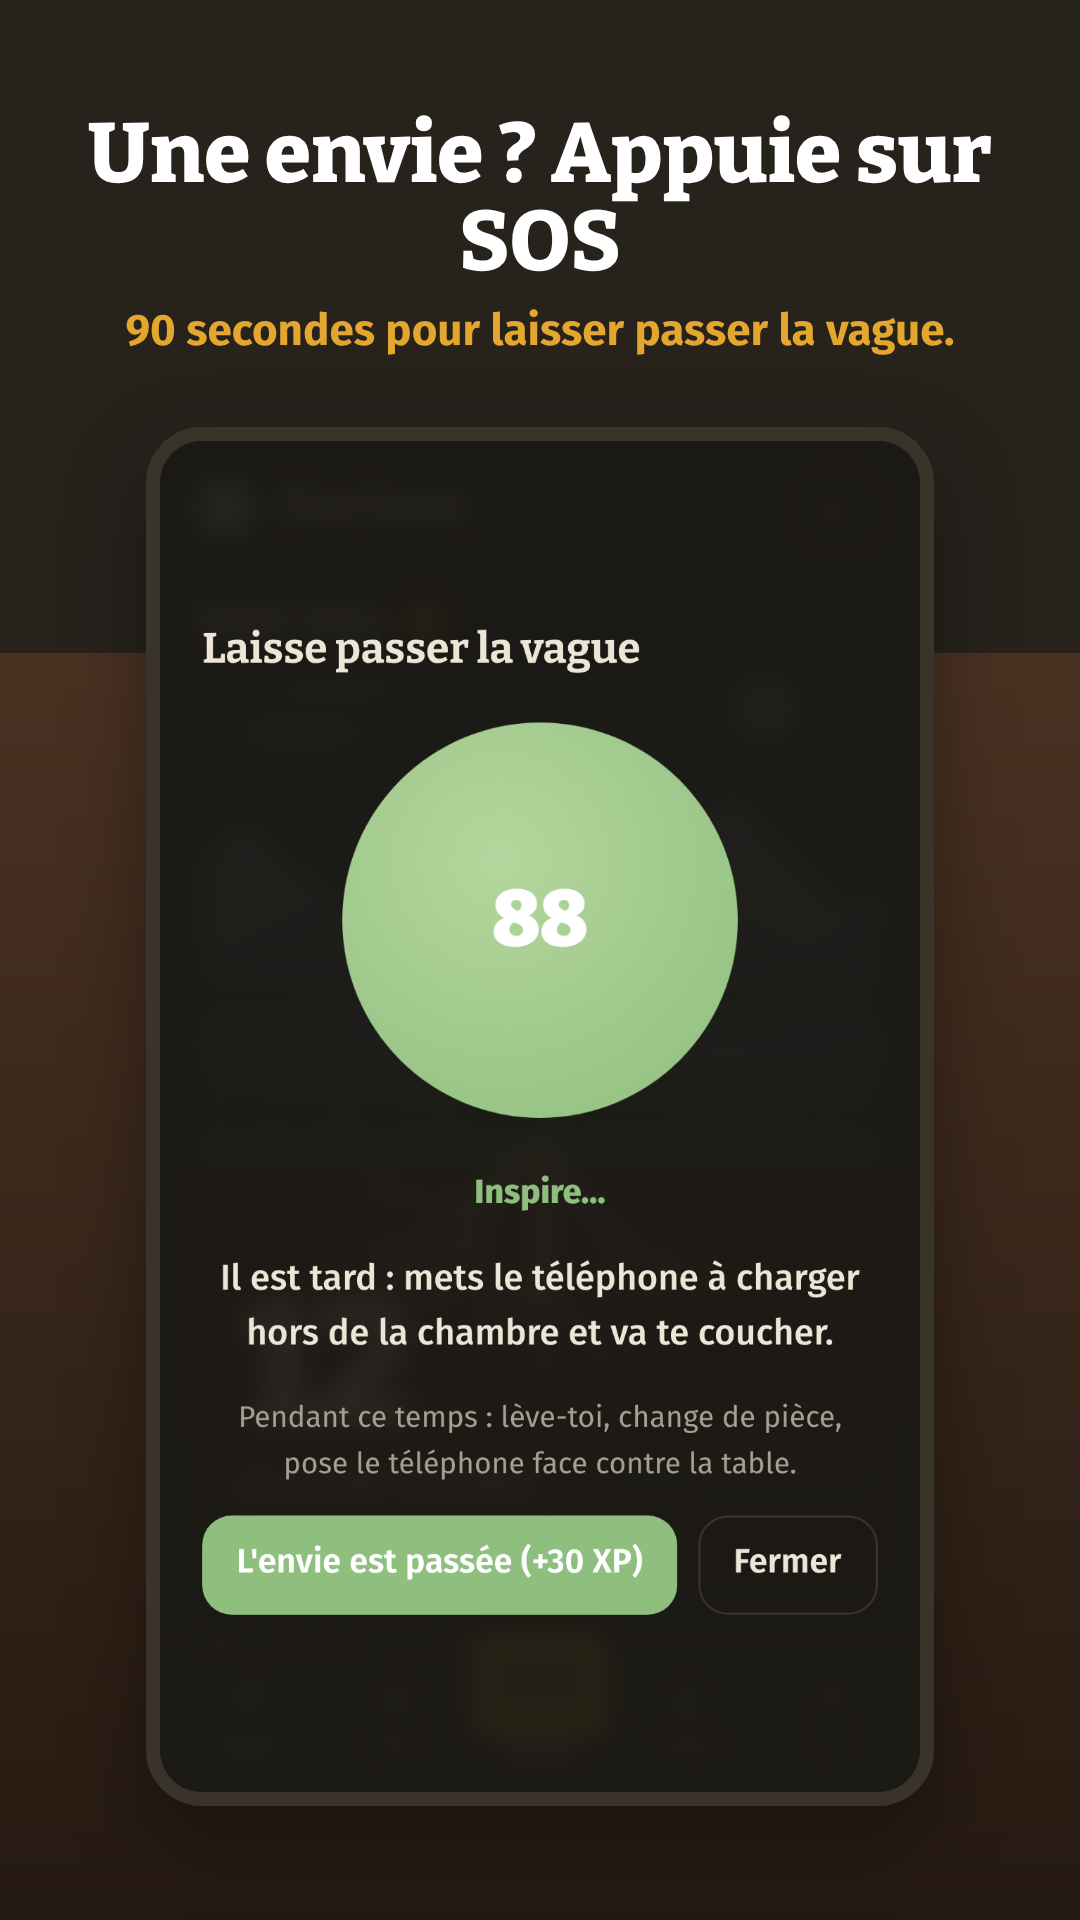 Une envie ? Appuie sur
SOS
90 secondes pour laisser passer la vague.
Laisse passer la vague
88
Inspire...
Il est tard : mets le téléphone à charger
hors de la chambre et va te coucher.
Pendant ce temps : lève-toi, change de pièce,
pose le téléphone face contre la table.
L'envie est passée (+30 XP)
Fermer